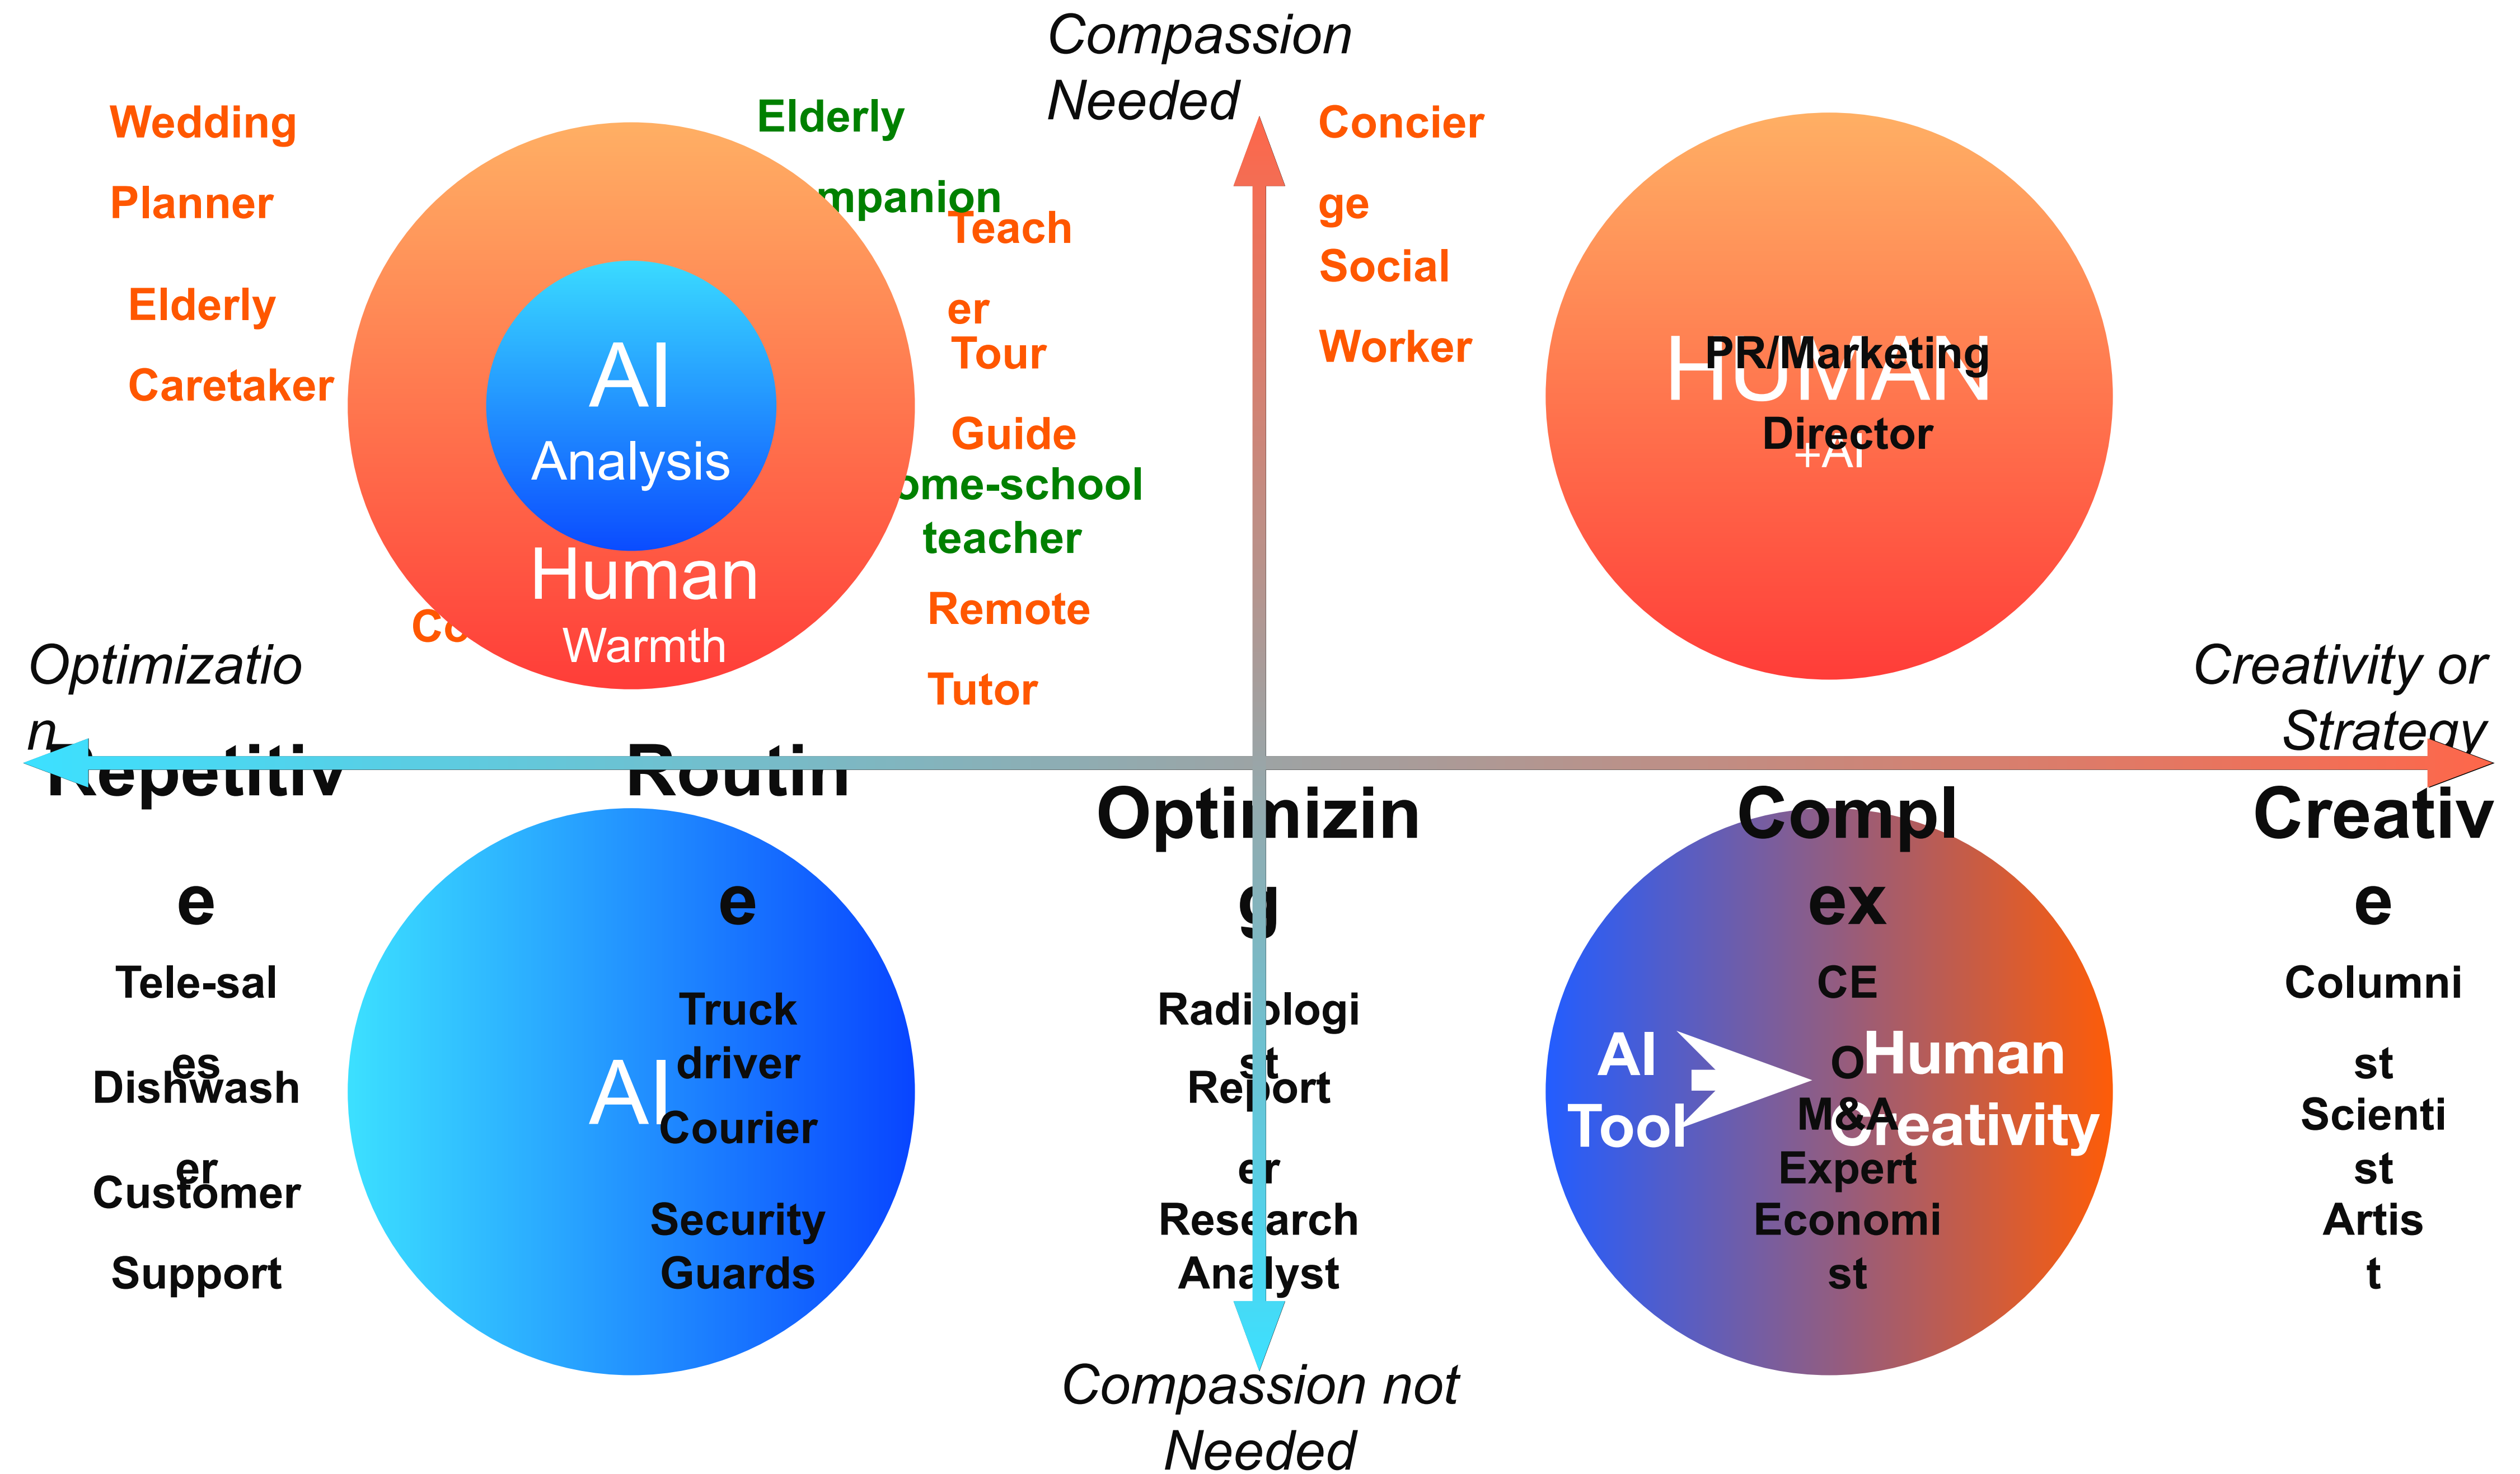 Compassion
Needed
Wedding
Planner
Elderly
Caretaker
Elderly
mpanion
Teach
er
Tour
Guide
ome-school
teacher
Remote
Tutor
AI
Analysis
Human
Warmth
Co
Concier
ge
Social
Worker
HUMAN
+AI
PR/Marketing
Director
Optimizatio
n
Creativity or
Strategy
Repetitiv
e
Routin
e
Optimizin
g
Compl
ex
Creativ
e
Tele-sal
es
Dishwash
er
Customer
Support
AI
Truck
driver
Courier
Security
Guards
Radiologi
st
Report
er
Research
Analyst
AI
Tool
Human
Creativity
CE
O
M&A
Expert
Economi
st
Columni
st
Scienti
st
Artis
t
Compassion not
Needed